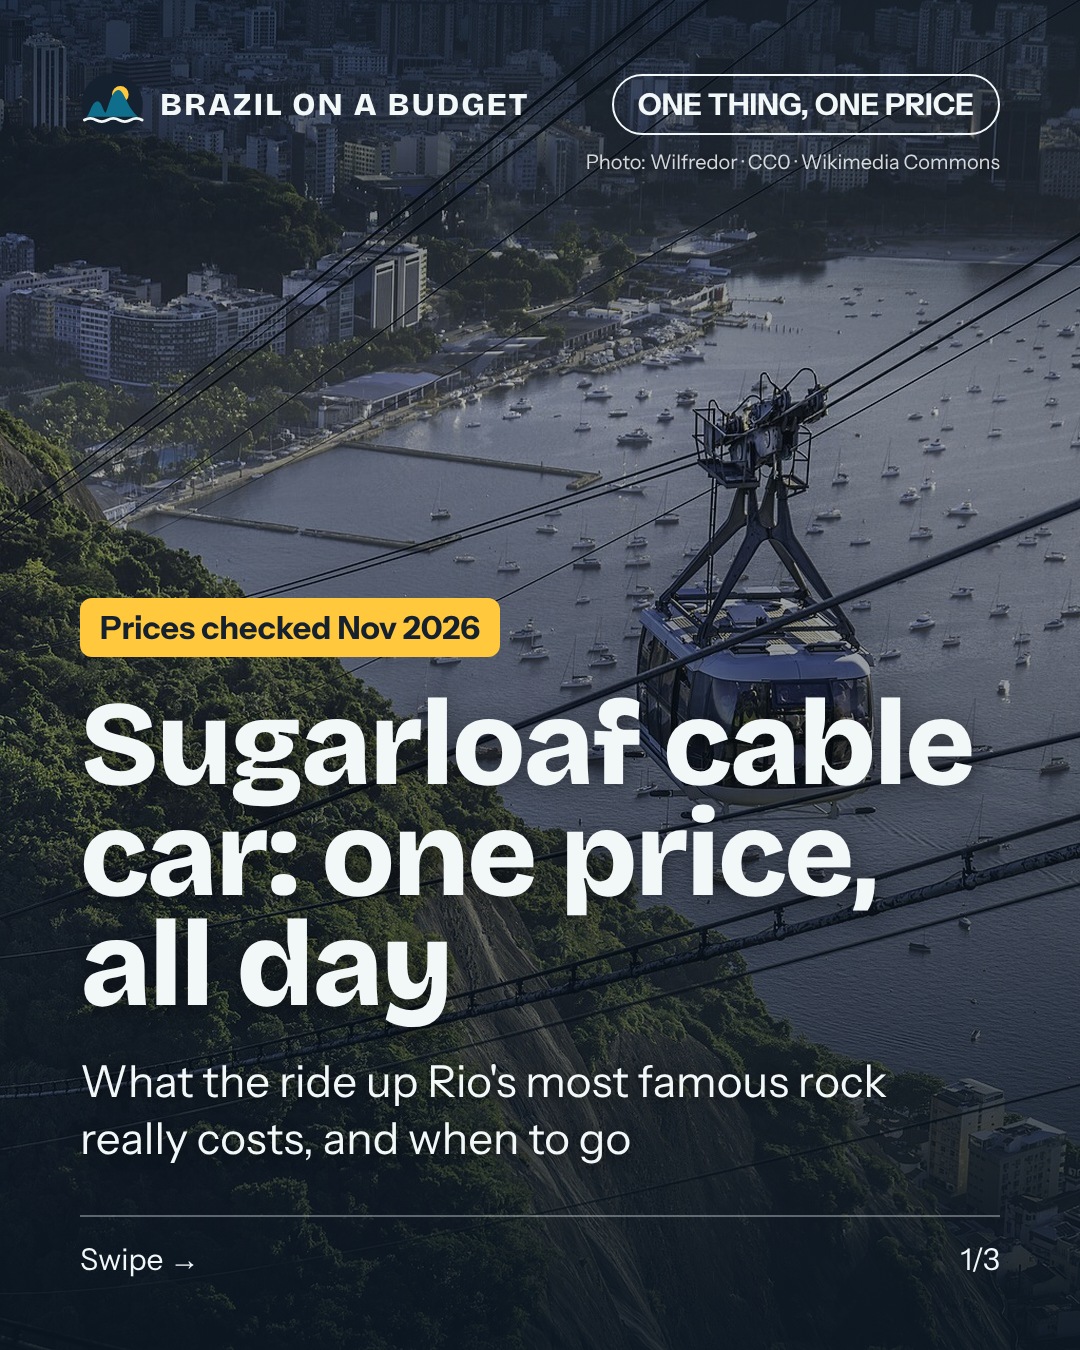 BRAZIL ON A BUDGET
ONE THING, ONE PRICE
Photo: Wilfredor · CC0 · Wikimedia Commons
Prices checked Nov 2026
Sugarloaf cable
car: one price,
all day
What the ride up Rio's most famous rock
really costs, and when to go
Swipe →
1/3